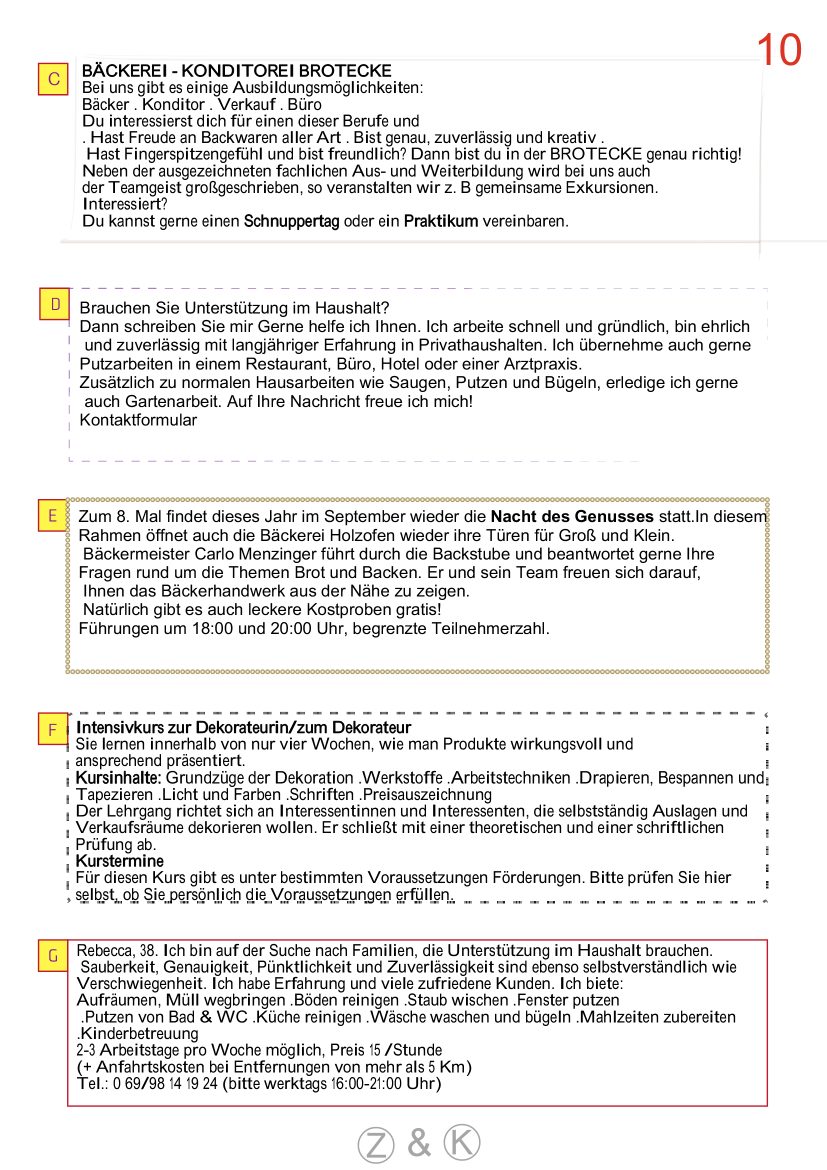 10
C
BÄCKEREI - KONDITOREI BROTECKE
Bei uns gibt es einige Ausbildungsmöglichkeiten:
Bäcker . Konditor . Verkauf . Büro
Du interessierst dich für einen dieser Berufe und
. Hast Freude an Backwaren aller Art . Bist genau, zuverlässig und kreativ .
Hast Fingerspitzengefühl und bist freundlich? Dann bist du in der BROTECKE genau richtig!
Neben der ausgezeichneten fachlichen Aus- und Weiterbildung wird bei uns auch
der Teamgeist großgeschrieben, so veranstalten wir z. B gemeinsame Exkursionen.
Interessiert?
Du kannst gerne einen Schnuppertag oder ein Praktikum vereinbaren.
D
Brauchen Sie Unterstützung im Haushalt?
Dann schreiben Sie mir Gerne helfe ich Ihnen. Ich arbeite schnell und gründlich, bin ehrlich
und zuverlässig mit langjähriger Erfahrung in Privathaushalten. Ich übernehme auch gerne
Putzarbeiten in einem Restaurant, Büro, Hotel oder einer Arztpraxis.
Zusätzlich zu normalen Hausarbeiten wie Saugen, Putzen und Bügeln, erledige ich gerne
auch Gartenarbeit. Auf Ihre Nachricht freue ich mich!
Kontaktformular
E
Zum 8. Mal findet dieses Jahr im September wieder die Nacht des Genusses statt.In diesem
Rahmen öffnet auch die Bäckerei Holzofen wieder ihre Türen für Groß und Klein.
Bäckermeister Carlo Menzinger führt durch die Backstube und beantwortet gerne Ihre
Fragen rund um die Themen Brot und Backen. Er und sein Team freuen sich darauf,
Ihnen das Bäckerhandwerk aus der Nähe zu zeigen.
Natürlich gibt es auch leckere Kostproben gratis!
Führungen um 18:00 und 20:00 Uhr, begrenzte Teilnehmerzahl.
F
Intensivkurs zur Dekorateurin/zum Dekorateur
Sie lernen innerhalb von nur vier Wochen, wie man Produkte wirkungsvoll und
ansprechend präsentiert.
Kursinhalte: Grundzüge der Dekoration .Werkstoffe .Arbeitstechniken .Drapieren, Bespannen und
Tapezieren .Licht und Farben .Schriften .Preisauszeichnung
Der Lehrgang richtet sich an Interessentinnen und Interessenten, die selbstständig Auslagen und
Verkaufsräume dekorieren wollen. Er schließt mit einer theoretischen und einer schriftlichen
Prüfung ab.
Kurstermine
Für diesen Kurs gibt es unter bestimmten Voraussetzungen Förderungen. Bitte prüfen Sie hier
selbst, ob Sie persönlich die Voraussetzungen erfüllen.
G
Rebecca, 38. Ich bin auf der Suche nach Familien, die Unterstützung im Haushalt brauchen.
Sauberkeit, Genauigkeit, Pünktlichkeit und Zuverlässigkeit sind ebenso selbstverständlich wie
Verschwiegenheit. Ich habe Erfahrung und viele zufriedene Kunden. Ich biete:
Aufräumen, Müll wegbringen .Böden reinigen .Staub wischen .Fenster putzen
.Putzen von Bad & WC .Küche reinigen .Wäsche waschen und bügeln .Mahlzeiten zubereiten
.Kinderbetreuung
2-3 Arbeitstage pro Woche möglich, Preis 15 /Stunde
(+ Anfahrtskosten bei Entfernungen von mehr als 5 Km)
Tel.: 0 69/98 14 19 24 (bitte werktags 16:00-21:00 Uhr)
Z & K